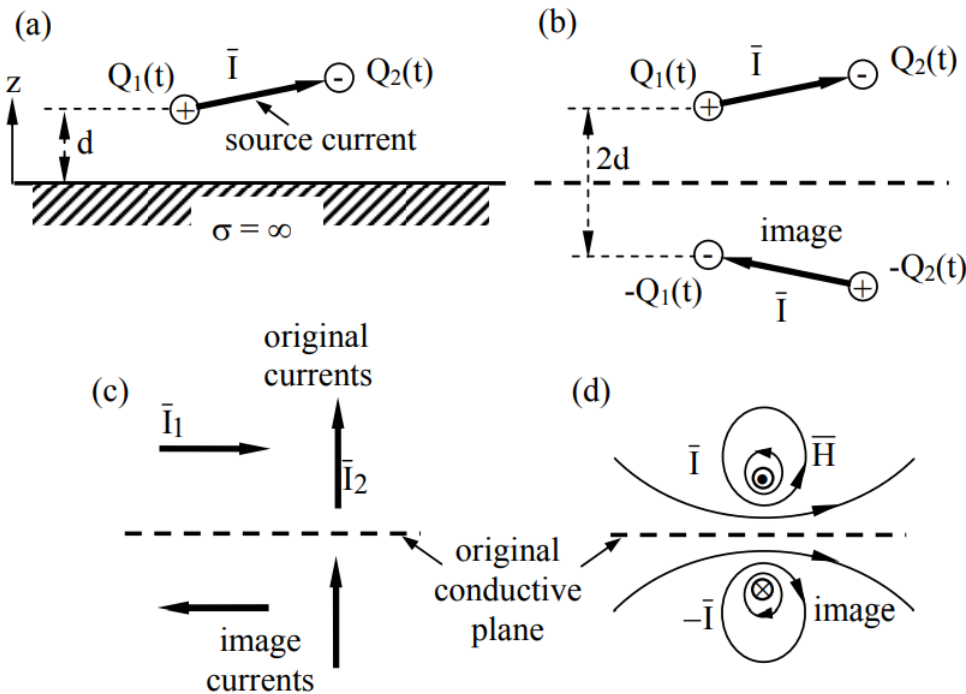 (a)
Q₁(t)
Ī
Q₂(t)
+
-
z
d
source current
σ = ∞
(b)
Q₁(t)
Ī
Q₂(t)
+
-
2d
image
-
-Q₁(t)
Ī
+
-Q₂(t)
(c)
original
currents
Ī₁
Ī₂
image
currents
original
conductive
plane
(d)
Ī
H̅
–Ī
image